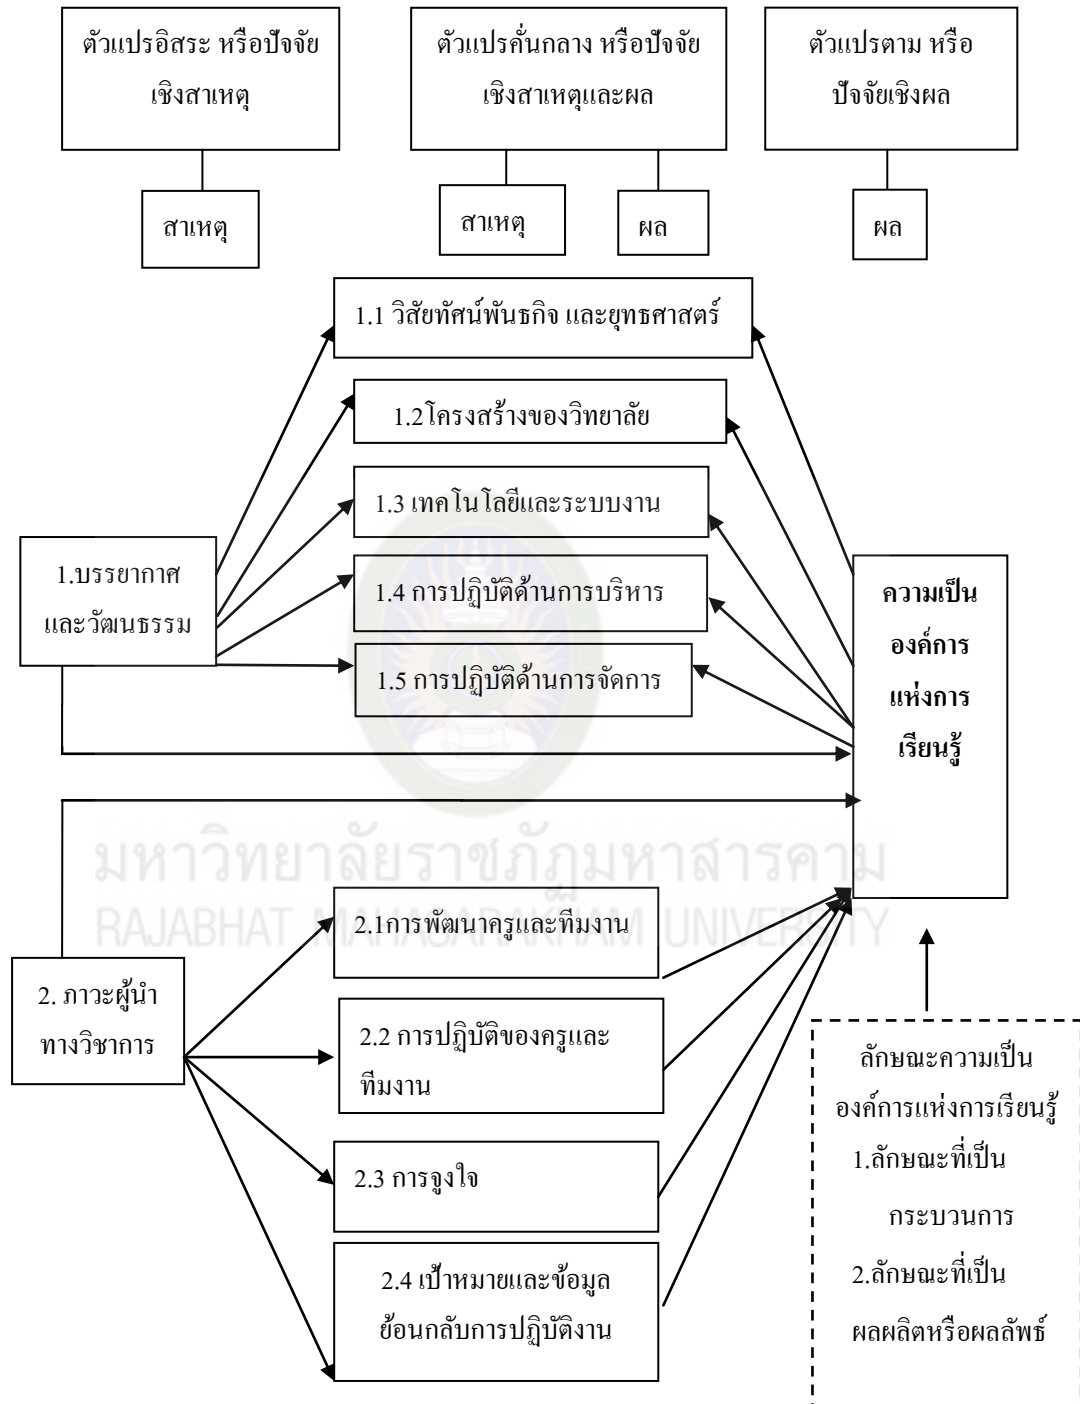 ตัวแปรอิสระ หรือปัจจัย
เชิงสาเหตุ
ตัวแปรคั่นกลาง หรือปัจจัย
เชิงสาเหตุและผล
ตัวแปรตาม หรือ
ปัจจัยเชิงผล
สาเหตุ
สาเหตุ
ผล
ผล
1.1 วิสัยทัศน์พันธกิจ และยุทธศาสตร์
1.2โครงสร้างของวิทยาลัย
1.3 เทคโนโลยีและระบบงาน
1.4 การปฏิบัติด้านการบริหาร
1.5 การปฏิบัติด้านการจัดการ
1.บรรยากาศ
และวัฒนธรรม
ความเป็น
องค์การ
แห่งการ
เรียนรู้
มหาวิทยาลัยราชภัฏมหาสารคาม
RAJABHAT MAHASARAKHAM UNIVERSITY
2.1การพัฒนาครูและทีมงาน
2. ภาวะผู้นำ
ทางวิชาการ
2.2 การปฏิบัติของครูและ
ทีมงาน
2.3 การจูงใจ
2.4 เป้าหมายและข้อมูล
ย้อนกลับการปฏิบัติงาน
ลักษณะความเป็น
องค์การแห่งการเรียนรู้
1.ลักษณะที่เป็น
กระบวนการ
2.ลักษณะที่เป็น
ผลผลิตหรือผลลัพธ์